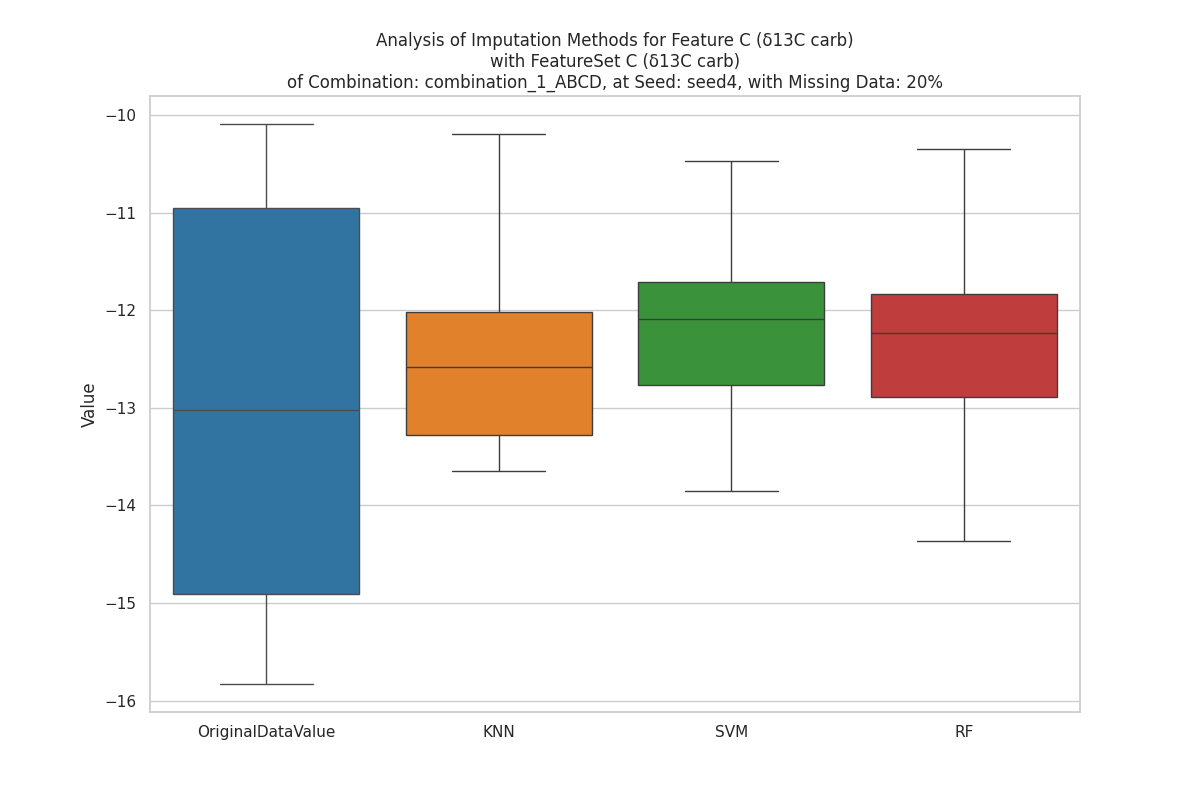 Analysis of Imputation Methods for Feature C (δ13C carb)
with FeatureSet C (δ13C carb)
of Combination: combination_1_ABCD, at Seed: seed4, with Missing Data: 20%
−10
−11
−12
−13
−14
−15
−16
Value
OriginalDataValue
KNN
SVM
RF